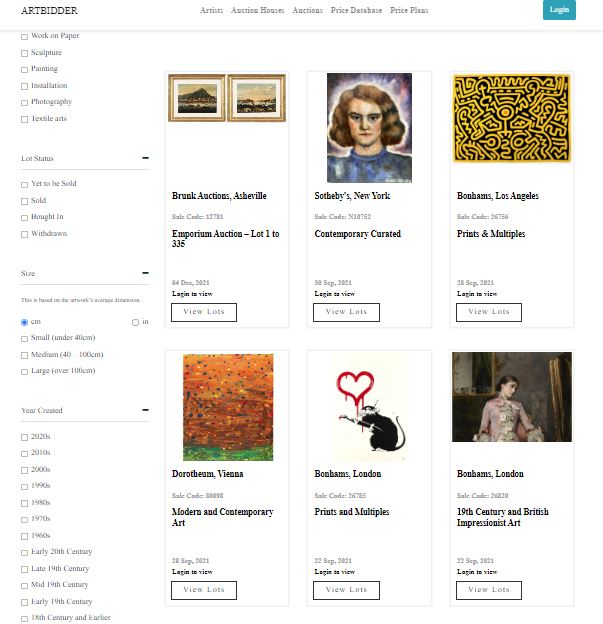 ARTBIDDER
Artists Auction Houses Auctions Price Database Price Plans
Login
Work on Paper
Sculpture
Painting
Installation
Photography
Textile arts
Lot Status
Yet to be Sold
Sold
Bought In
Withdrawn
Size
This is based on the artwork's average dimension.
cm
in
Small (under 40cm)
Medium (40 – 100cm)
Large (over 100cm)
Year Created
2020s
2010s
2000s
1990s
1980s
1970s
1960s
Early 20th Century
Late 19th Century
Mid 19th Century
Early 19th Century
18th Century and Earlier
Brunk Auctions, Asheville
Sale Code: 12781
Emporium Auction – Lot 1 to
335
04 Dec, 2021
Login to view
View Lots
Sotheby's, New York
Sale Code: N10752
Contemporary Curated
30 Sep, 2021
Login to view
View Lots
Bonhams, Los Angeles
Sale Code: 26756
Prints & Multiples
28 Sep, 2021
Login to view
View Lots
Dorotheum, Vienna
Sale Code: 80098
Modern and Contemporary
Art
28 Sep, 2021
Login to view
View Lots
Bonhams, London
Sale Code: 26785
Prints and Multiples
22 Sep, 2021
Login to view
View Lots
Bonhams, London
Sale Code: 26820
19th Century and British
Impressionist Art
22 Sep, 2021
Login to view
View Lots